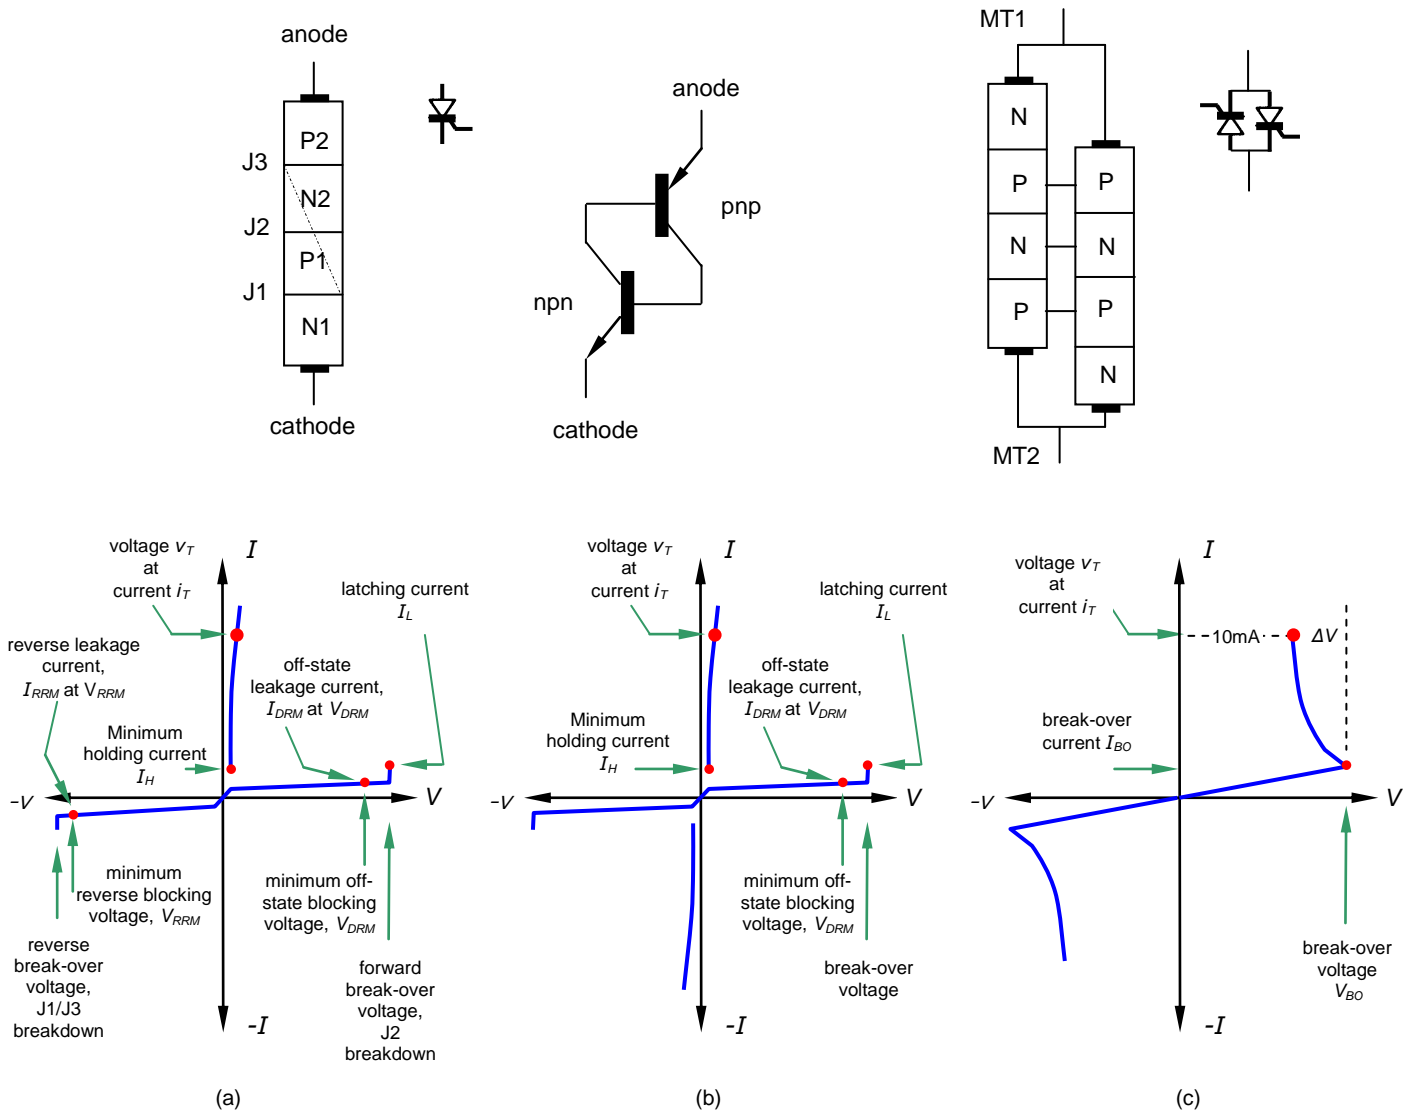 anode
P2
J3
N2
J2
P1
J1
N1
cathode
anode
pnp
npn
cathode
MT1
N
P
N
P
P
N
P
N
MT2
voltage vT
at
current iT
I
latching current
IL
reverse leakage
current,
IRRM at VRRM
off-state
leakage current,
IDRM at VDRM
Minimum
holding current
IH
–V
V
minimum
reverse blocking
voltage, VRRM
minimum off-
state blocking
voltage, VDRM
reverse
break-over
voltage,
J1/J3
breakdown
forward
break-over
voltage,
J2
breakdown
-I
(a)
voltage vT
at
current iT
I
latching current
IL
off-state
leakage current,
IDRM at VDRM
Minimum
holding current
IH
–V
V
minimum off-
state blocking
voltage, VDRM
break-over
voltage
-I
(b)
voltage vT
at
current iT
I
10mA
ΔV
break-over
current IBO
–V
V
break-over
voltage
VBO
-I
(c)